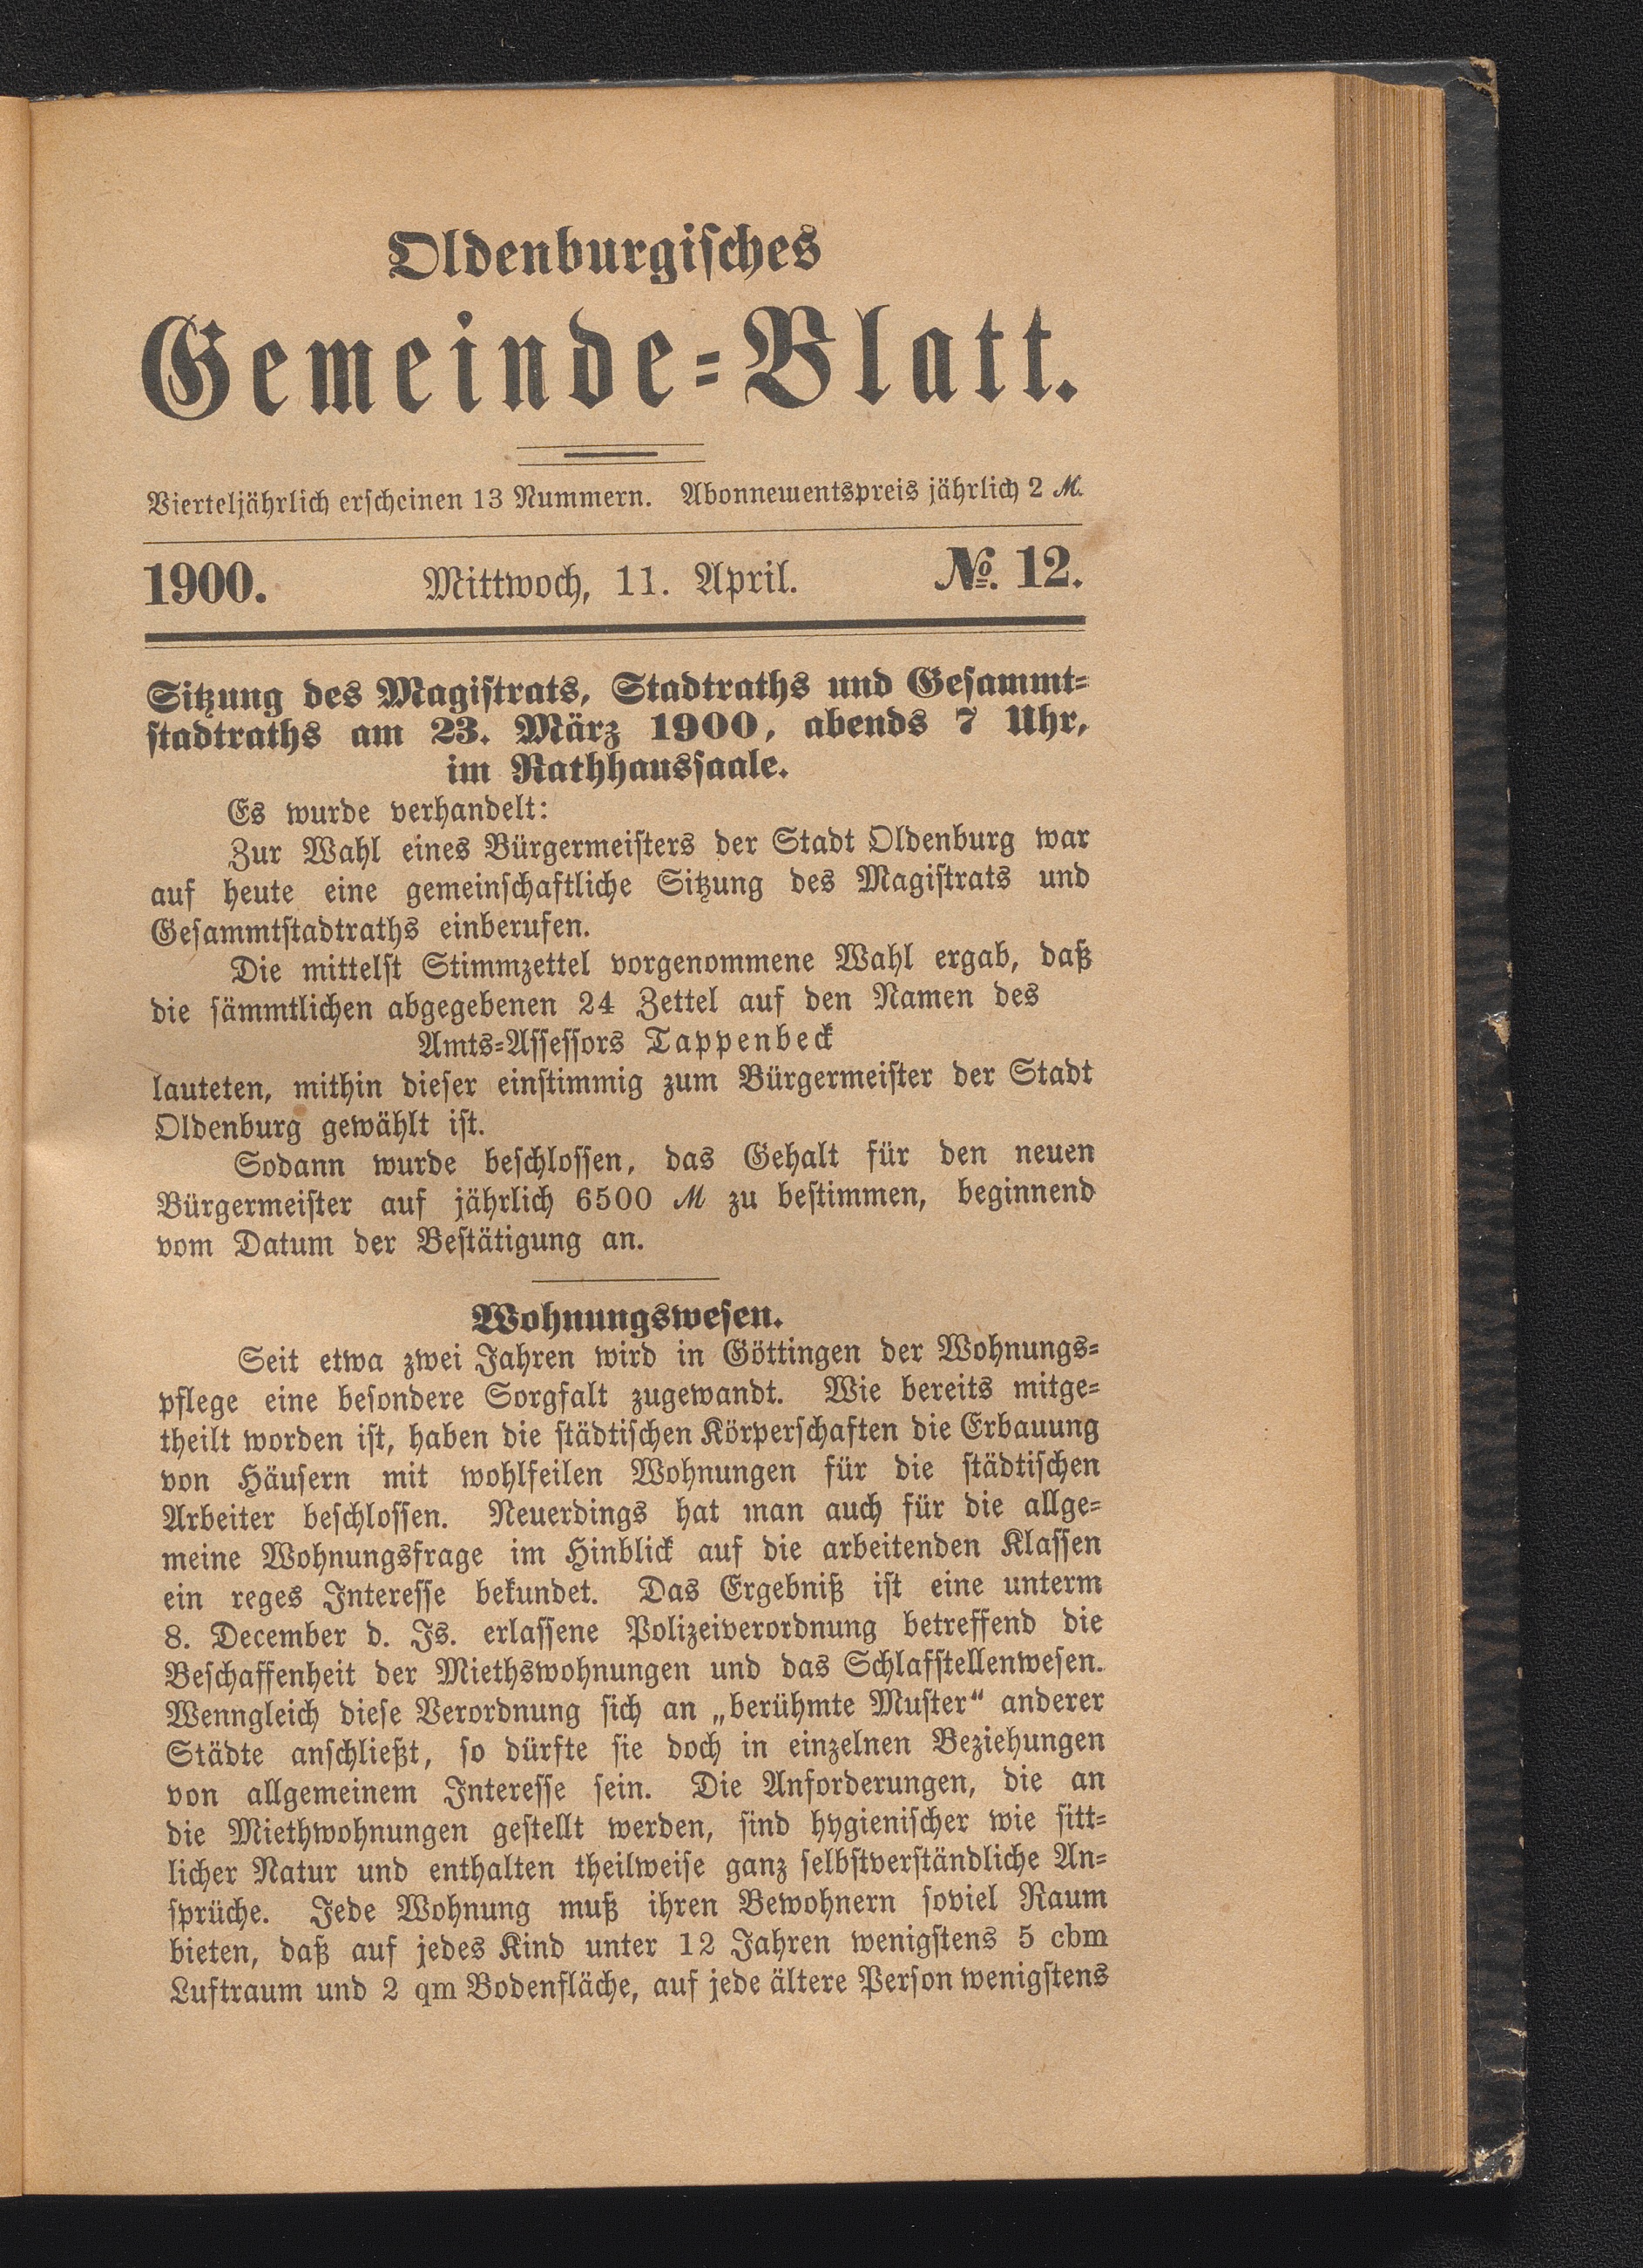 Oldenburgisches
Gemeinde-Blatt.
Vierteljährlich erscheinen 13 Nummern. Abonnementspreis jährlich 2 M.
1900. Mittwoch, 11. April. No. 12.
Sitzung des Magistrats, Stadtraths und Gesammt-
stadtraths am 23. März 1900, abends 7 Uhr,
im Rathhaussaale.
Es wurde verhandelt:
Zur Wahl eines Bürgermeisters der Stadt Oldenburg war
auf heute eine gemeinschaftliche Sitzung des Magistrats und
Gesammtstadtraths einberufen.
Die mittelst Stimmzettel vorgenommene Wahl ergab, daß
die sämmtlichen abgegebenen 24 Zettel auf den Namen des
Amts-Assessors Tappenbeck
lauteten, mithin dieser einstimmig zum Bürgermeister der Stadt
Oldenburg gewählt ist.
Sodann wurde beschlossen, das Gehalt für den neuen
Bürgermeister auf jährlich 6500 M zu bestimmen, beginnend
vom Datum der Bestätigung an.
Wohnungswesen.
Seit etwa zwei Jahren wird in Göttingen der Wohnungs-
pflege eine besondere Sorgfalt zugewandt. Wie bereits mitge-
theilt worden ist, haben die städtischen Körperschaften die Erbauung
von Häusern mit wohlfeilen Wohnungen für die städtischen
Arbeiter beschlossen. Neuerdings hat man auch für die allge-
meine Wohnungsfrage im Hinblick auf die arbeitenden Klassen
ein reges Interesse bekundet. Das Ergebniß ist eine unterm
8. December d. Js. erlassene Polizeiverordnung betreffend die
Beschaffenheit der Miethswohnungen und das Schlafstellenwesen.
Wenngleich diese Verordnung sich an „berühmte Muster“ anderer
Städte anschließt, so dürfte sie doch in einzelnen Beziehungen
von allgemeinem Interesse sein. Die Anforderungen, die an
die Miethwohnungen gestellt werden, sind hygienischer wie sitt-
licher Natur und enthalten theilweise ganz selbstverständliche An-
sprüche. Jede Wohnung muß ihren Bewohnern soviel Raum
bieten, daß auf jedes Kind unter 12 Jahren wenigstens 5 cbm
Luftraum und 2 qm Bodenfläche, auf jede ältere Person wenigstens